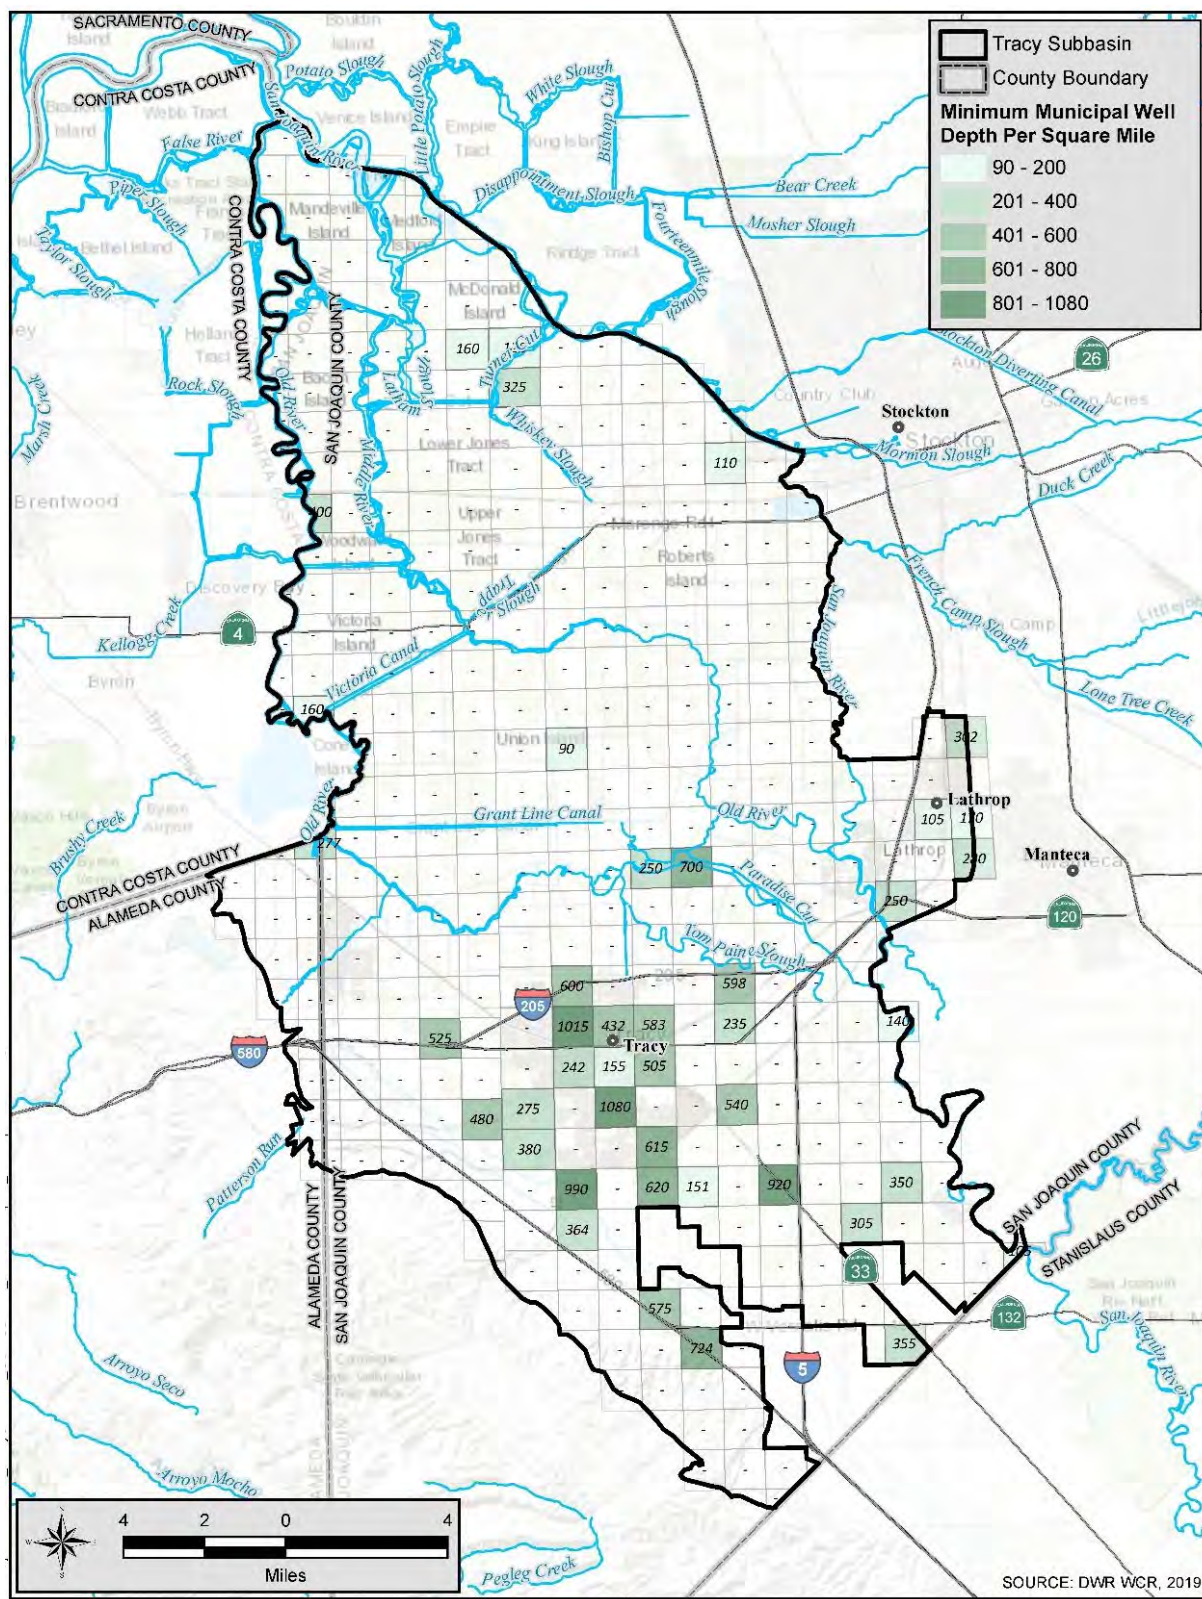 SACRAMENTO COUNTY
CONTRA COSTA COUNTY
Island
Bouldin
Island
Webb Tract
Potato Slough
Venice Island
Little Potato Slough
White Slough
Bishop Cut
Empire
Tract
King Island
San Joaquin River
False River
Piper Slough
Taylor Slough
Bethel Island
Disappointment Slough
Bear Creek
Mosher Slough
Fourteenmile
Slough
Rindge Tract
Mandeville
Island
Medford
Island
McDonald
Island
CONTRA COSTA COUNTY
SAN JOAQUIN COUNTY
Tracy Subbasin
County Boundary
Minimum Municipal Well
Depth Per Square Mile
90 - 200
201 - 400
401 - 600
601 - 800
801 - 1080
Holland
Tract
Rock Slough
Old River
Latham
Slough
Turner Cut
Whiskey Slough
Middle River
Marsh Creek
160
325
110
400
Lower Jones
Tract
Upper
Jones
Tract
Roberts
Island
Country Club
Stockton
Stockton
Stockton Diverting Canal
26
Mormon Slough
Duck Creek
French Camp Slough
Lone Tree Creek
San Joaquin River
Brentwood
Discovery Bay
Kellogg Creek
4
Byron
Victoria
Island
Victoria Canal
Trapper
Slough
160
Union Island
90
302
Lathrop
105
Lathrop
Manteca
Manteca
120
Grant Line Canal
Old River
Old River
Brushy Creek
Byron
Airport
277
CONTRA COSTA COUNTY
ALAMEDA COUNTY
250
700
Paradise Cut
Tom Paine Slough
250
205
600
598
205
1015
432
583
235
140
525
580
Tracy
242
155
505
480
275
1080
540
380
615
Patterson Run
990
620
151
920
350
364
305
ALAMEDA COUNTY
SAN JOAQUIN COUNTY
SAN JOAQUIN COUNTY
STANISLAUS COUNTY
33
575
724
355
132
5
San Joaquin River
Arroyo Seco
Arroyo Mocho
Pegleg Creek
4
2
0
4
Miles
SOURCE: DWR WCR, 2019